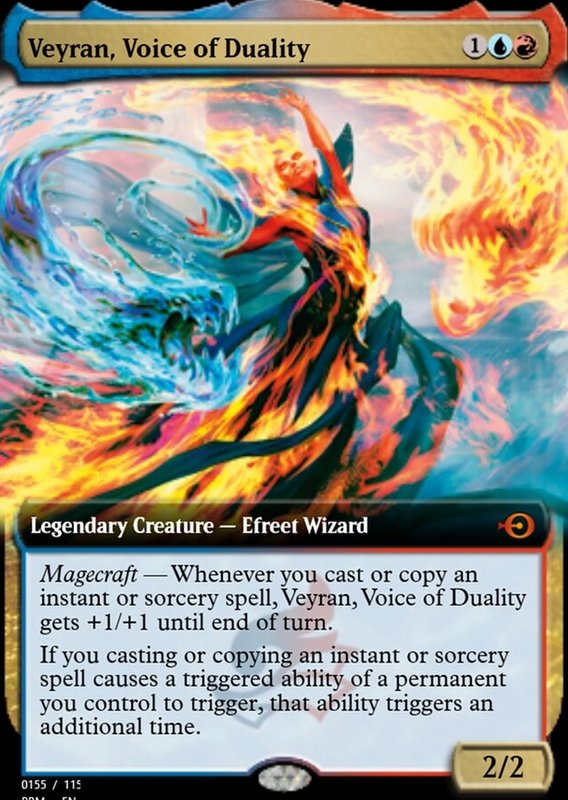 Veyran, Voice of Duality
1
Legendary Creature — Efreet Wizard
Magecraft — Whenever you cast or copy an
instant or sorcery spell, Veyran, Voice of Duality
gets +1/+1 until end of turn.
If you casting or copying an instant or sorcery
spell causes a triggered ability of a permanent
you control to trigger, that ability triggers an
additional time.
2/2
0155 / 115